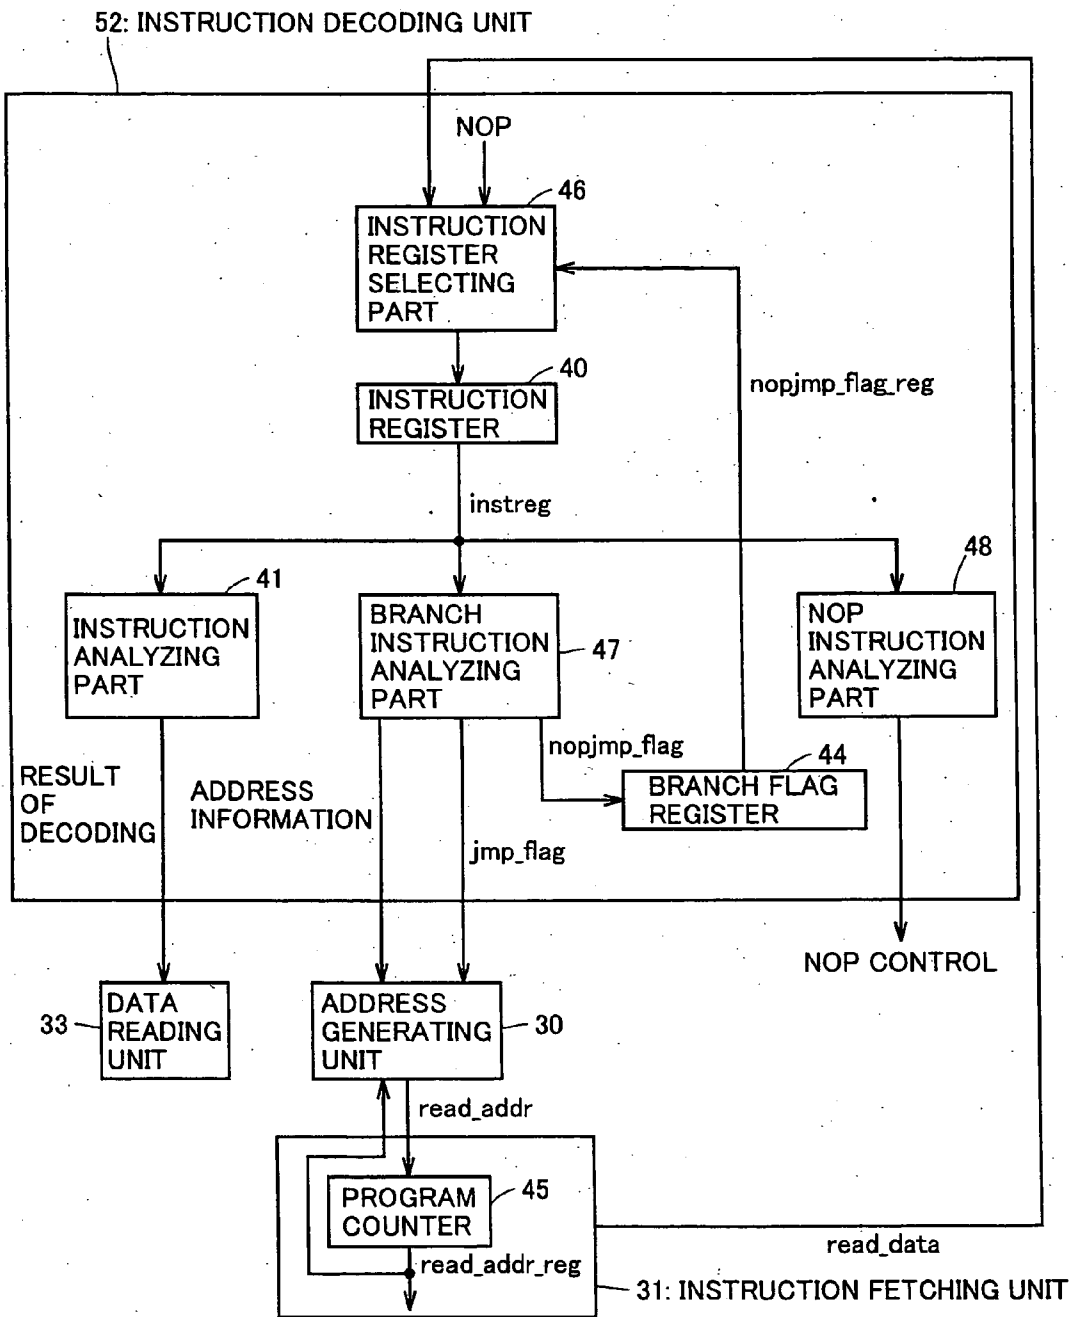 52: INSTRUCTION DECODING UNIT
NOP
46
INSTRUCTION
REGISTER
SELECTING
PART
40
INSTRUCTION
REGISTER
nopjmp_flag_reg
instreg
41
INSTRUCTION
ANALYZING
PART
BRANCH
INSTRUCTION
ANALYZING
PART
47
48
NOP
INSTRUCTION
ANALYZING
PART
nopjmp_flag
44
BRANCH FLAG
REGISTER
RESULT
OF
DECODING
ADDRESS
INFORMATION
jmp_flag
NOP CONTROL
33
DATA
READING
UNIT
ADDRESS
GENERATING
UNIT
30
read_addr
PROGRAM
COUNTER
45
read_addr_reg
read_data
31: INSTRUCTION FETCHING UNIT